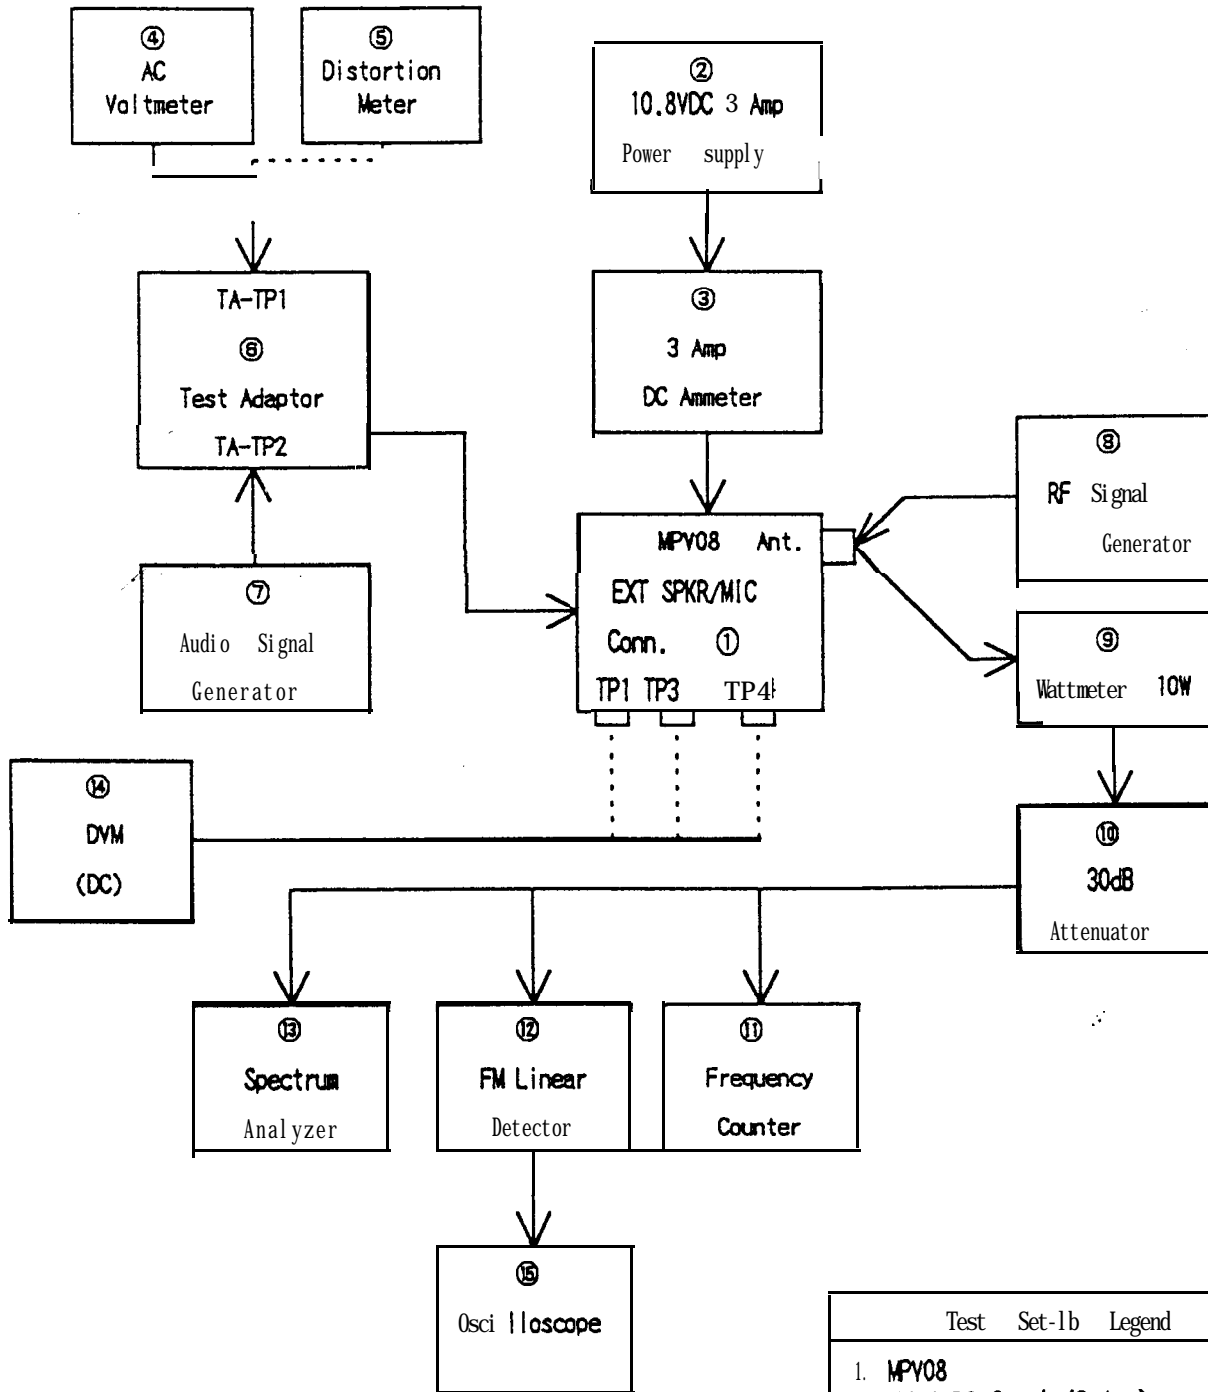 ④
AC
Voltmeter
⑤
Distortion
Meter
②
10.8VDC 3 Amp
Power supply
TA-TP1
⑥
Test Adaptor
TA-TP2
③
3 Amp
DC Ammeter
⑦
Audio Signal
Generator
MPV08 Ant.
EXT SPKR/MIC
Conn. ①
TP1 TP3 TP4
⑧
RF Signal
Generator
⑨
Wattmeter 10W
⑭
DVM
(DC)
⑩
30dB
Attenuator
⑬
Spectrum
Analyzer
⑫
FM Linear
Detector
⑪
Frequency
Counter
⑮
Oscilloscope
Test Set-lb Legend
1. MPV08